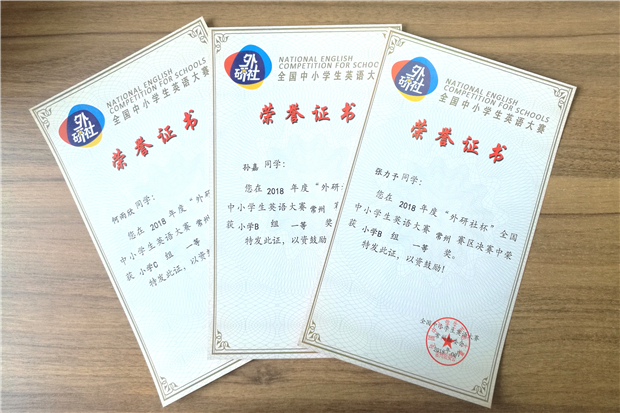 外研社
NATIONAL ENGLISH
COMPETITION FOR SCHOOLS
全国中小学生英语大赛
荣誉证书
何雨欣同学：
您在 2018 年度“外研社
中小学生英语大赛 常州
获 小学C 组 一等
特发此证，以资
外研社
NATIONAL ENGLISH
COMPETITION FOR SCHOO
全国中小学生英语大赛
荣誉证书
孙嘉 同学：
您在 2018 年度“外研社
中小学生英语大赛 常州
获 小学B 组 一等 奖
特发此证，以资鼓励
外研社
NATIONAL ENGLISH
COMPETITION FOR SCHOOLS
全国中小学生英语大赛
荣誉证书
张力予同学：
您在 2018 年度“外研社杯”全国
中小学生英语大赛 常州 赛区决赛中荣
获 小学B 组 一等 奖。
特发此证，以资鼓励！